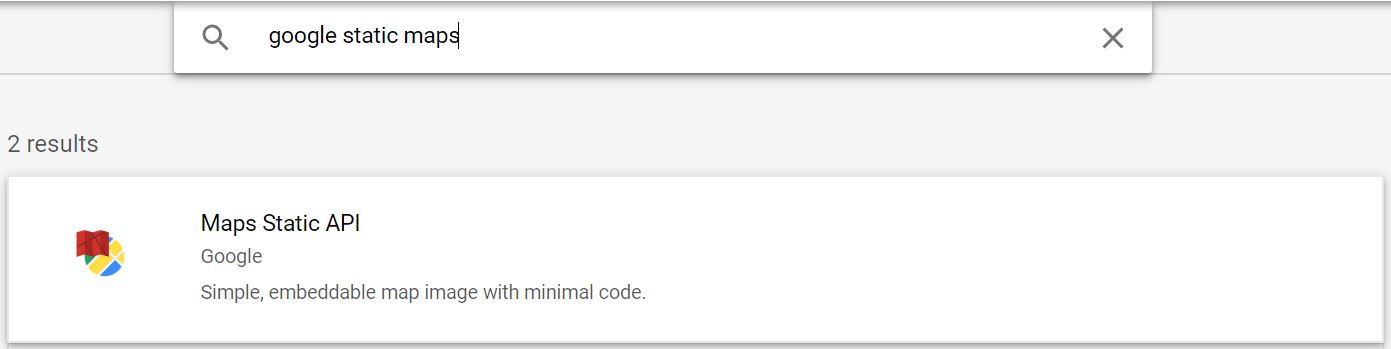 google static maps
2 results
Maps Static API
Google
Simple, embeddable map image with minimal code.